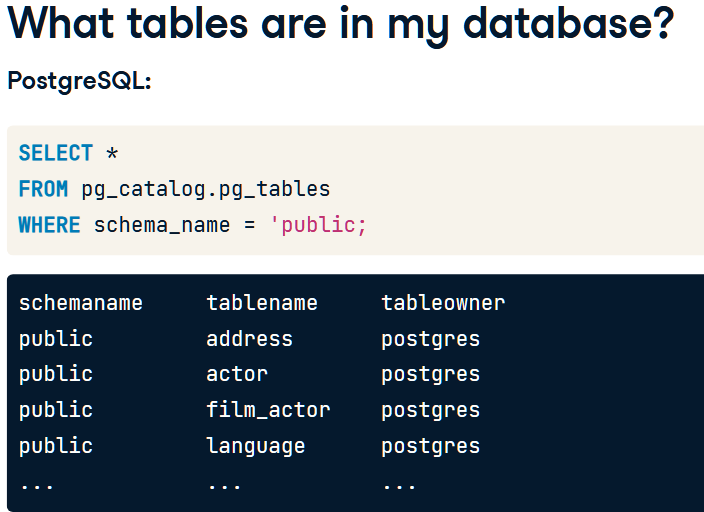 What tables are in my database?
PostgreSQL:
SELECT *
FROM pg_catalog.pg_tables
WHERE schema_name = 'public;
schemaname tablename tableowner
public address postgres
public actor postgres
public film_actor postgres
public language postgres
... ... ...